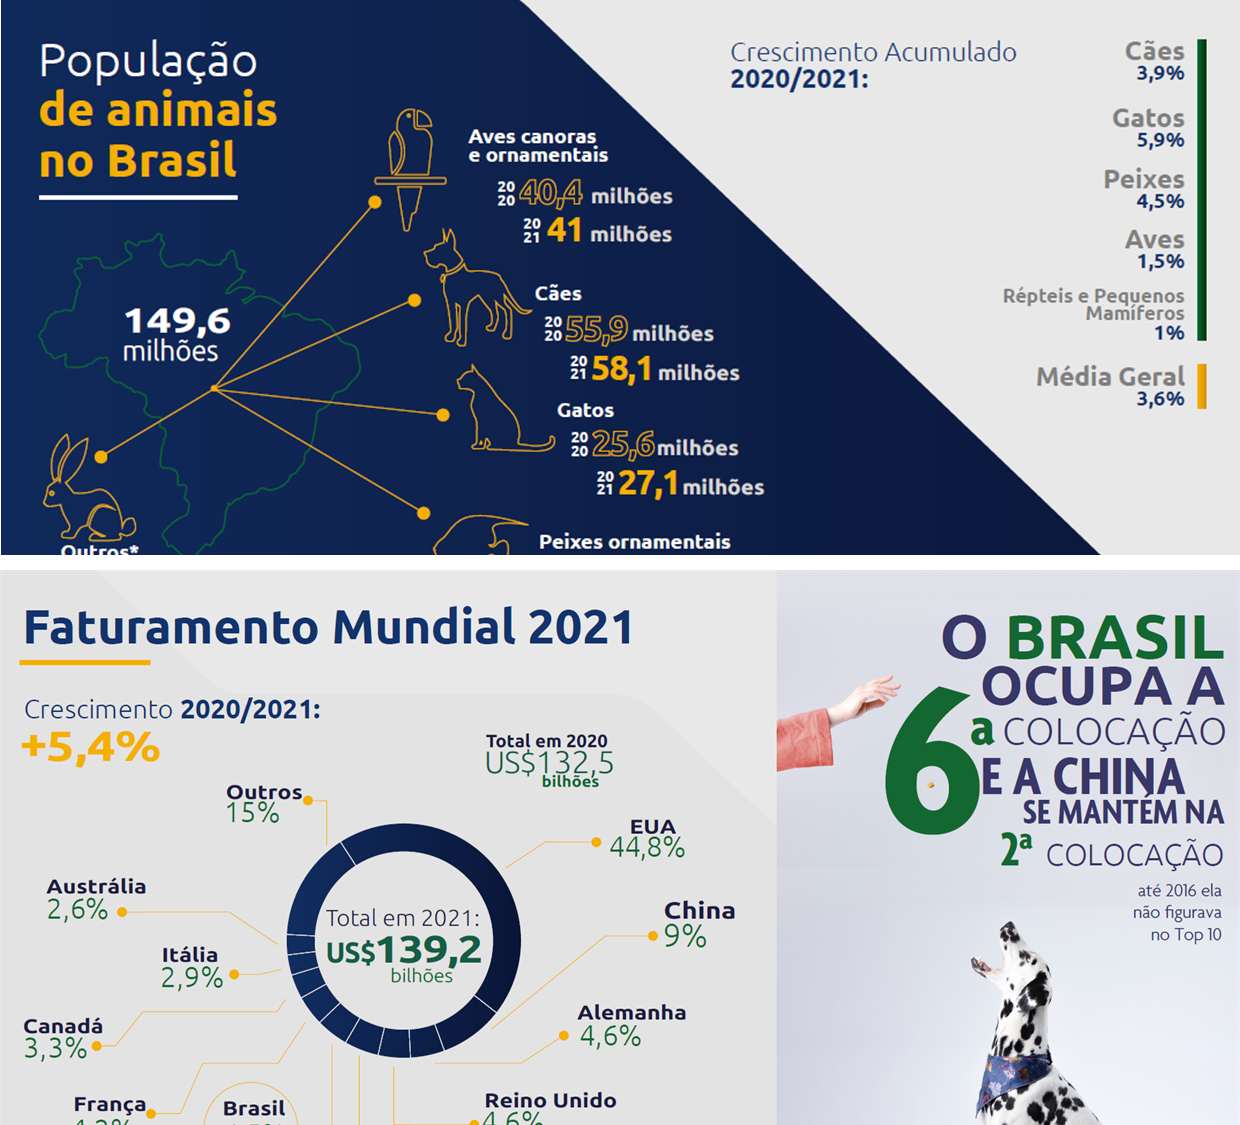 População
de animais
no Brasil
149,6
milhões
Aves canoras
e ornamentais
2020 40,4 milhões
2021 41 milhões
Cães
2020 55,9 milhões
2021 58,1 milhões
Gatos
2020 25,6 milhões
2021 27,1 milhões
Peixes ornamentais
Outros*
Crescimento Acumulado
2020/2021:
Cães
3,9%
Gatos
5,9%
Peixes
4,5%
Aves
1,5%
Répteis e Pequenos
Mamíferos
1%
Média Geral
3,6%
Faturamento Mundial 2021
Crescimento 2020/2021:
+5,4%
Total em 2020
US$132,5
bilhões
Outros
15%
EUA
44,8%
Austrália
2,6%
China
9%
Total em 2021:
US$139,2
bilhões
Itália
2,9%
Alemanha
4,6%
Canadá
3,3%
França
Brasil
Reino Unido
4,6%
O BRASIL
OCUPA A
6ª COLOCAÇÃO
E A CHINA
SE MANTÉM NA
2ª COLOCAÇÃO
até 2016 ela
não figurava
no Top 10